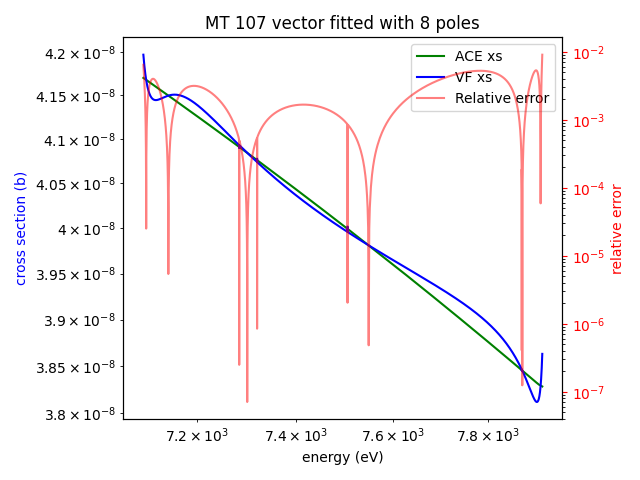 MT 107 vector fitted with 8 poles
ACE xs
VF xs
Relative error
cross section (b)
4.2 × 10⁻⁸
4.15 × 10⁻⁸
4.1 × 10⁻⁸
4.05 × 10⁻⁸
4 × 10⁻⁸
3.95 × 10⁻⁸
3.9 × 10⁻⁸
3.85 × 10⁻⁸
3.8 × 10⁻⁸
10⁻²
10⁻³
10⁻⁴
10⁻⁵
10⁻⁶
10⁻⁷
relative error
7.2 × 10³ 7.4 × 10³ 7.6 × 10³ 7.8 × 10³
energy (eV)